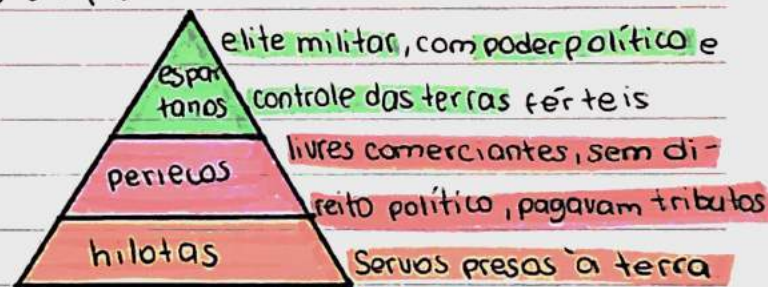 elite militar, com poder político e
espar
tanos
controle das terras férteis
livres comerciantes, sem di-
periecos
reito político, pagavam tributos
hilotas
Servos presos à terra